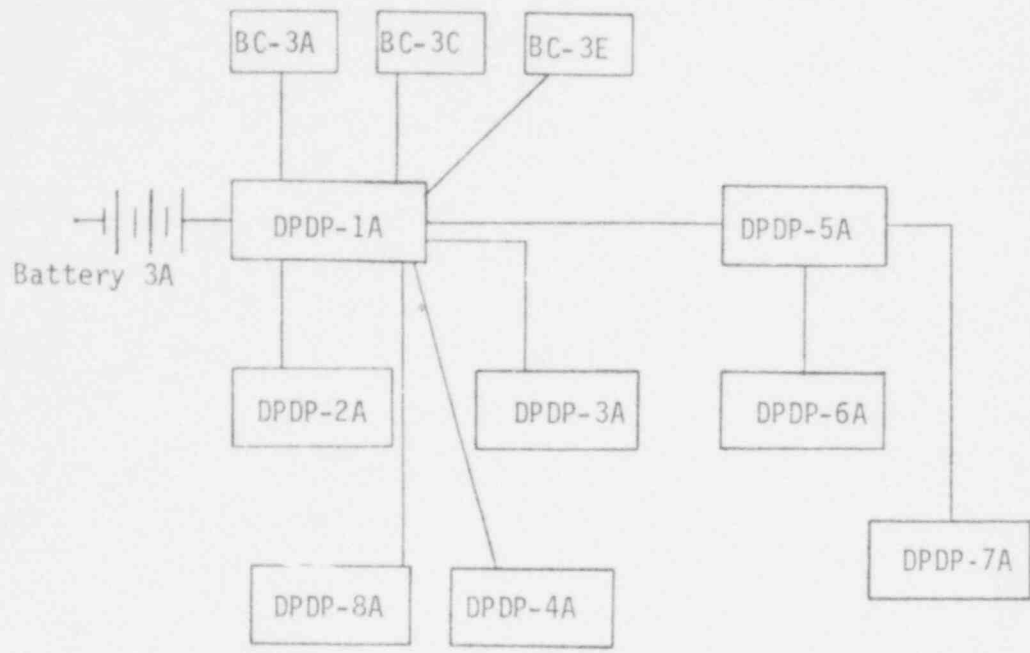 BC-3A
BC-3C
BC-3E
DPDP-1A
DPDP-5A
Battery 3A
DPDP-2A
DPDP-3A
DPDP-6A
DPDP-7A
DPDP-8A
DPDP-4A